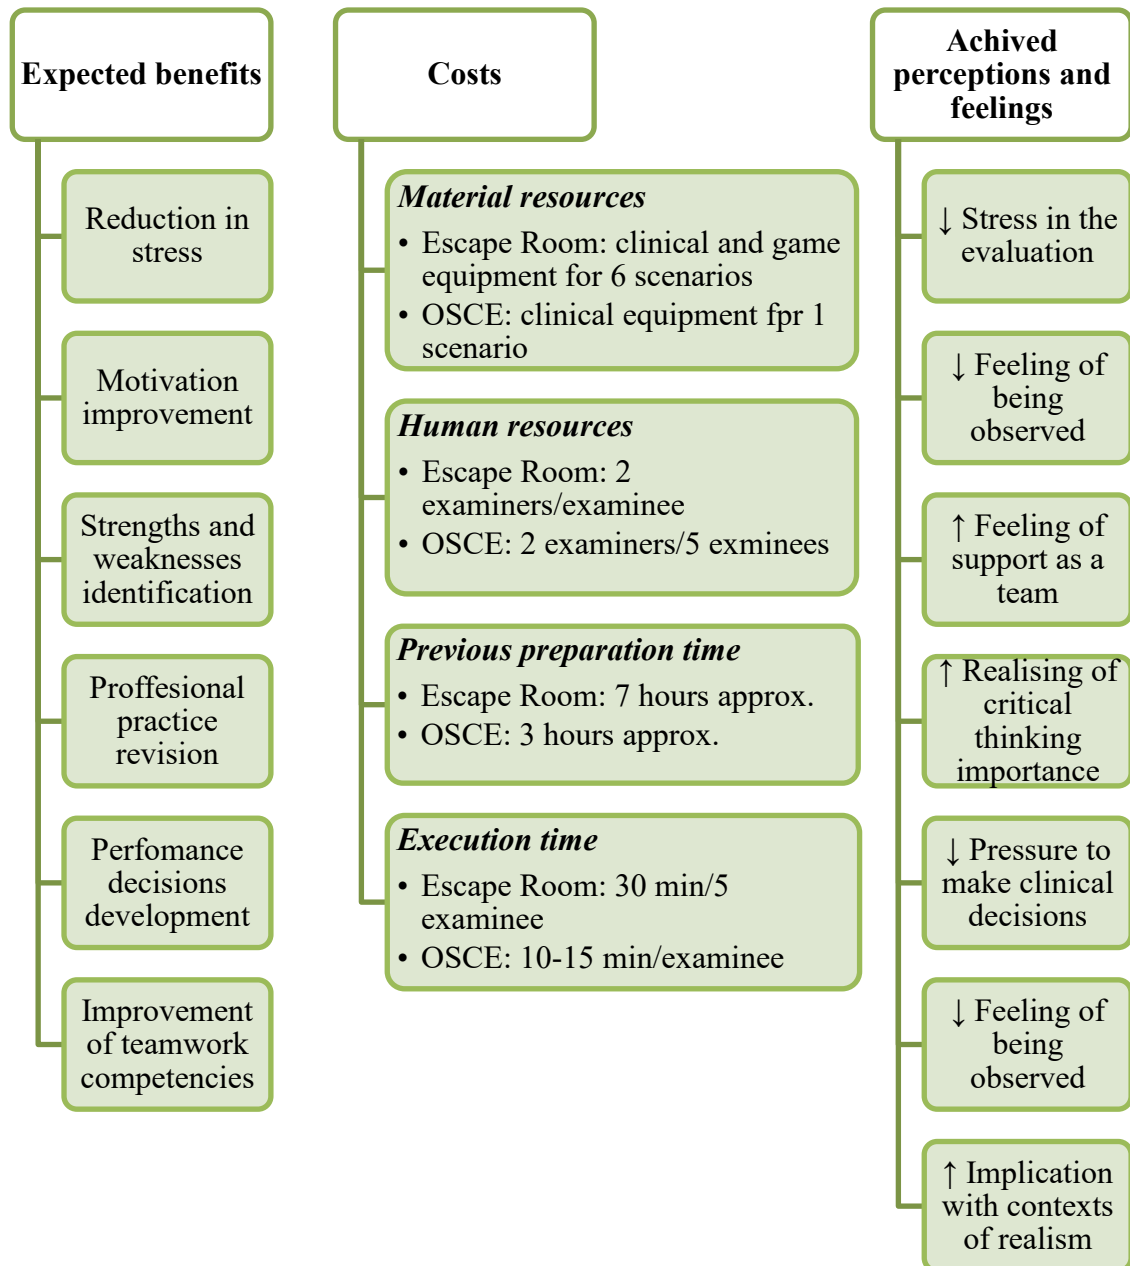 Expected benefits
Reduction in
stress
Motivation
improvement
Strengths and
weaknesses
identification
Proffesional
practice
revision
Perfomance
decisions
development
Improvement
of teamwork
competencies
Costs
Material resources
• Escape Room: clinical and game
equipment for 6 scenarios
• OSCE: clinical equipment fpr 1
scenario
Human resources
• Escape Room: 2
examiners/examinee
• OSCE: 2 examiners/5 exminees
Previous preparation time
• Escape Room: 7 hours approx.
• OSCE: 3 hours approx.
Execution time
• Escape Room: 30 min/5
examinee
• OSCE: 10-15 min/examinee
Achived
perceptions and
feelings
↓ Stress in the
evaluation
↓ Feeling of
being
observed
↑ Feeling of
support as a
team
↑ Realising of
critical
thinking
importance
↓ Pressure to
make clinical
decisions
↓ Feeling of
being
observed
↑ Implication
with contexts
of realism